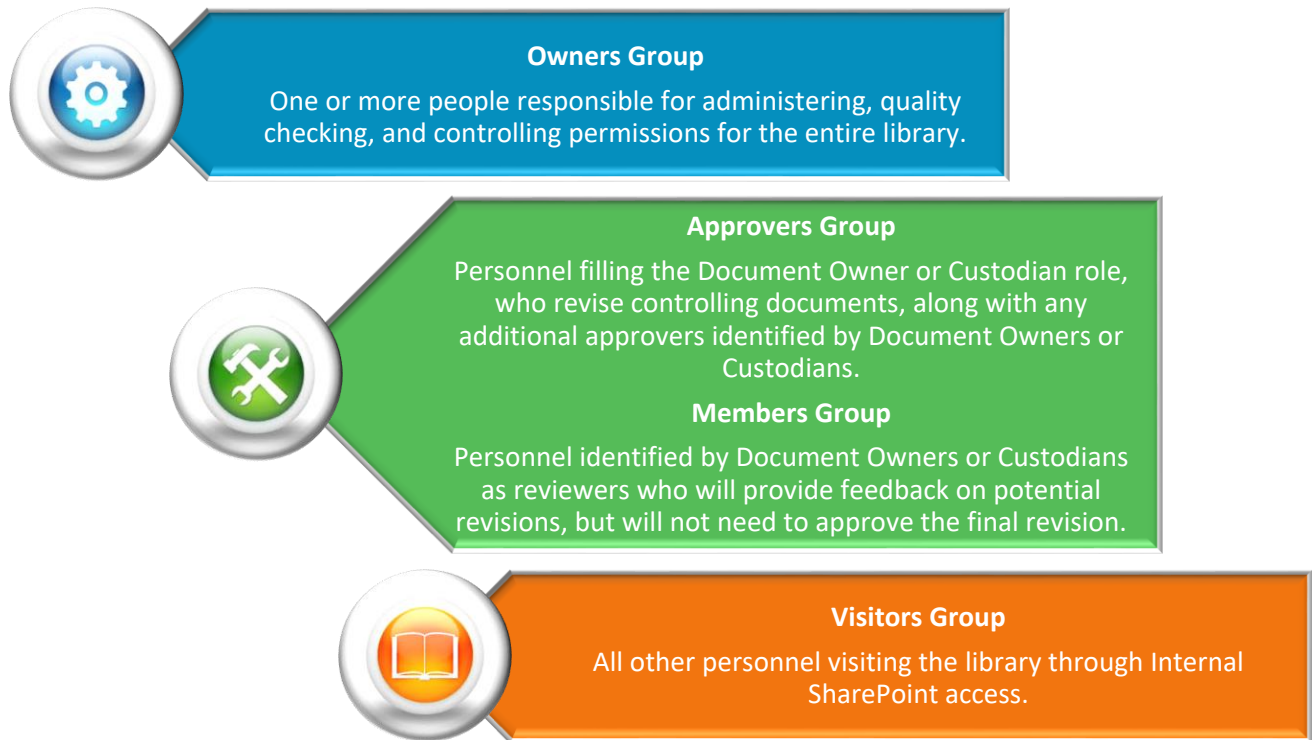 Owners Group
One or more people responsible for administering, quality
checking, and controlling permissions for the entire library.
Approvers Group
Personnel filling the Document Owner or Custodian role,
who revise controlling documents, along with any
additional approvers identified by Document Owners or
Custodians.
Members Group
Personnel identified by Document Owners or Custodians
as reviewers who will provide feedback on potential
revisions, but will not need to approve the final revision.
Visitors Group
All other personnel visiting the library through Internal
SharePoint access.